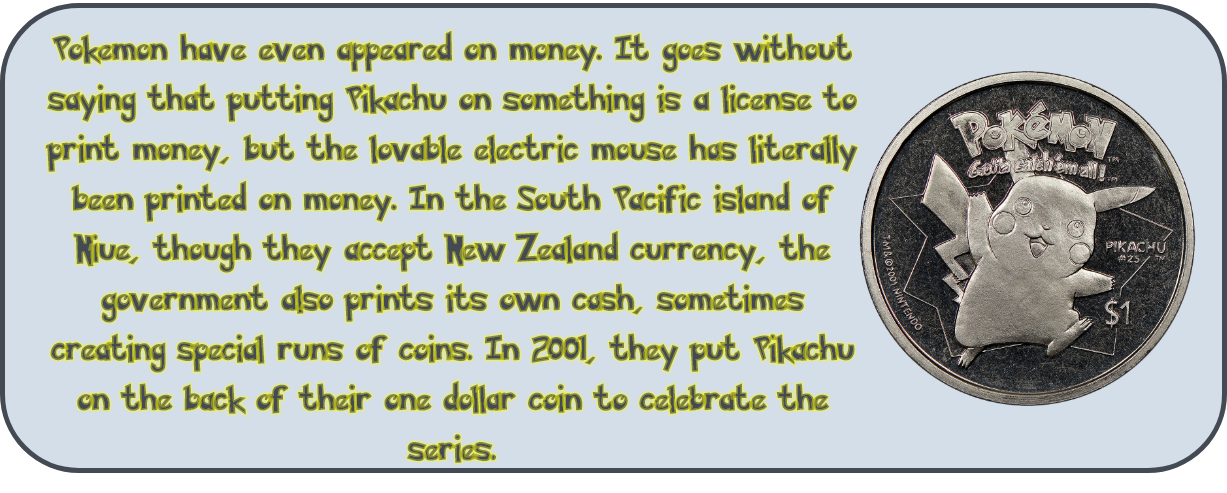 Pokemon have even appeared on money. It goes without
saying that putting Pikachu on something is a license to
print money, but the lovable electric mouse has literally
been printed on money. In the South Pacific island of
Niue, though they accept New Zealand currency, the
government also prints its own cash, sometimes
creating special runs of coins. In 2001, they put Pikachu
on the back of their one dollar coin to celebrate the
series.
POKéMON™
Gotta catch 'em all!™
PIKACHU
#25 ™
$1
TM & © 2001 NINTENDO